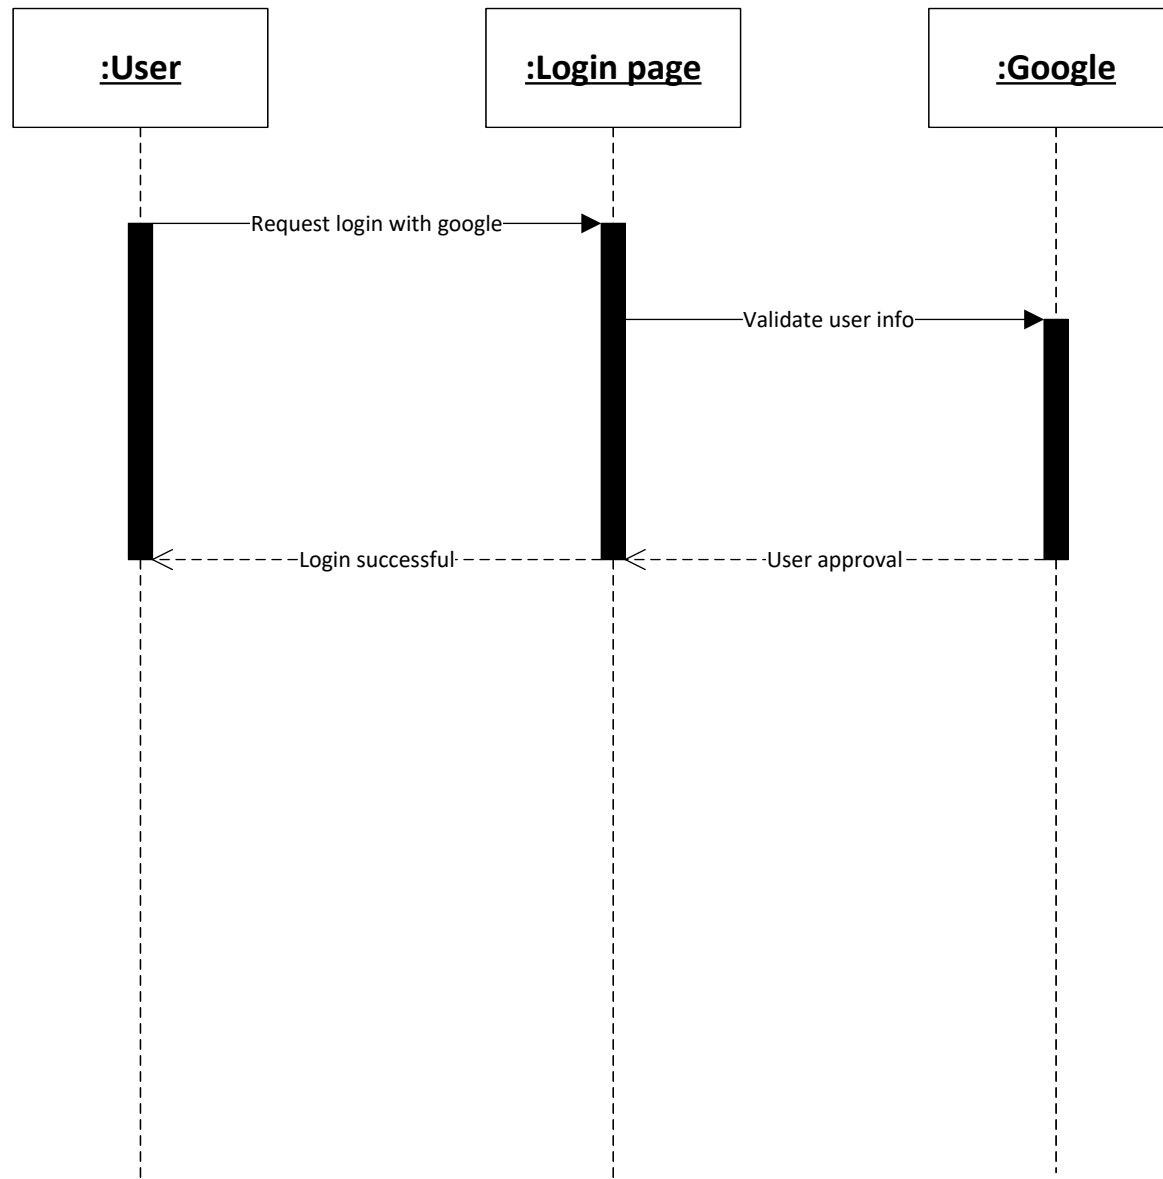 :User
:Login page
:Google
Request login with google
Validate user info
Login successful
User approval